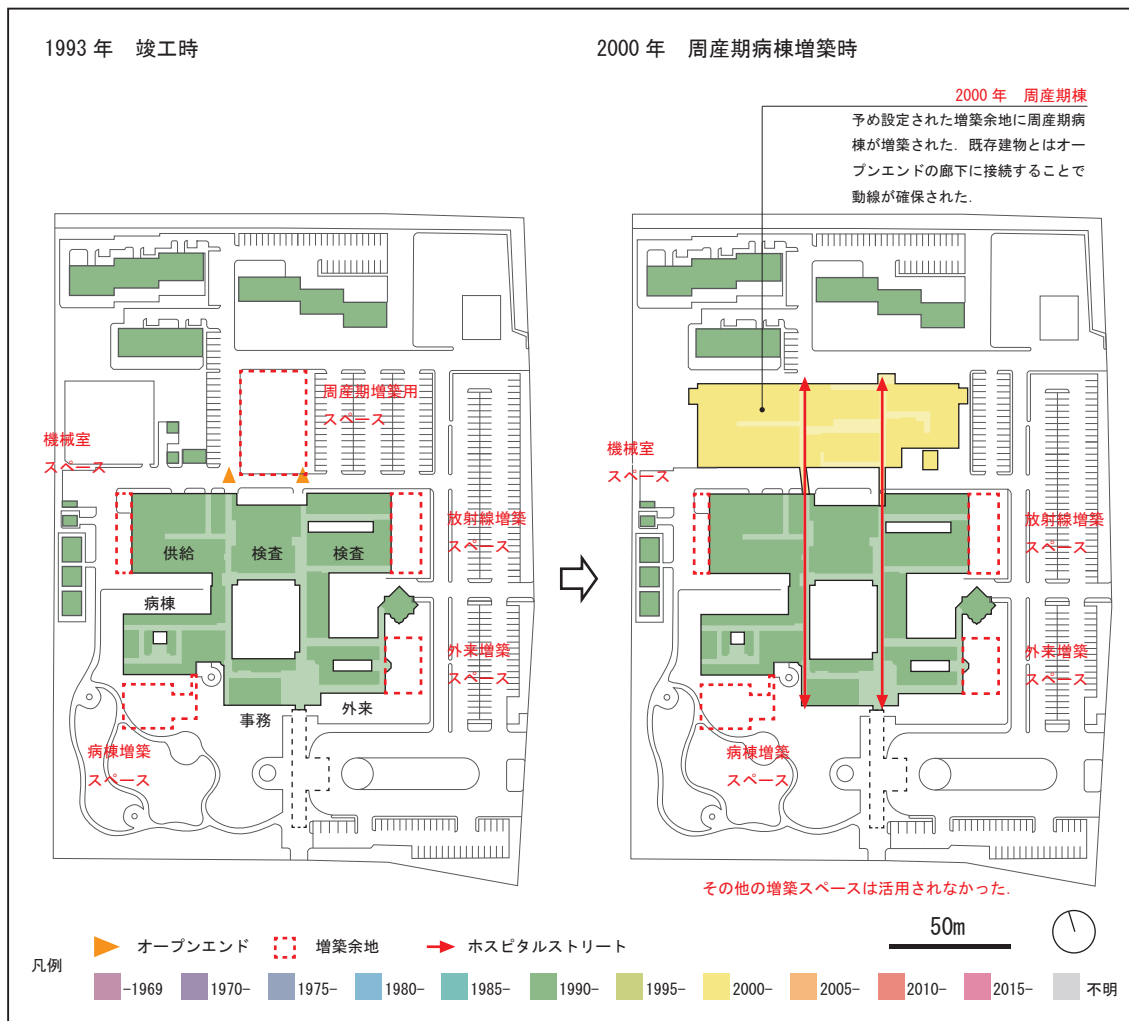 1993 年　竣工時
2000 年　周産期病棟増築時
2000 年　周産期棟
予め設定された増築余地に周産期病
棟が増築された．既存建物とはオー
プンエンドの廊下に接続することで
動線が確保された．
周産期増築用
スペース
機械室
スペース
放射線増築
スペース
供給
検査
検査
病棟
外来増築
スペース
外来
事務
病棟増築
スペース
機械室
スペース
放射線増築
スペース
外来増築
スペース
病棟増築
スペース
その他の増築スペースは活用されなかった．
50m
凡例
オープンエンド
増築余地
ホスピタルストリート
-1969
1970-
1975-
1980-
1985-
1990-
1995-
2000-
2005-
2010-
2015-
不明